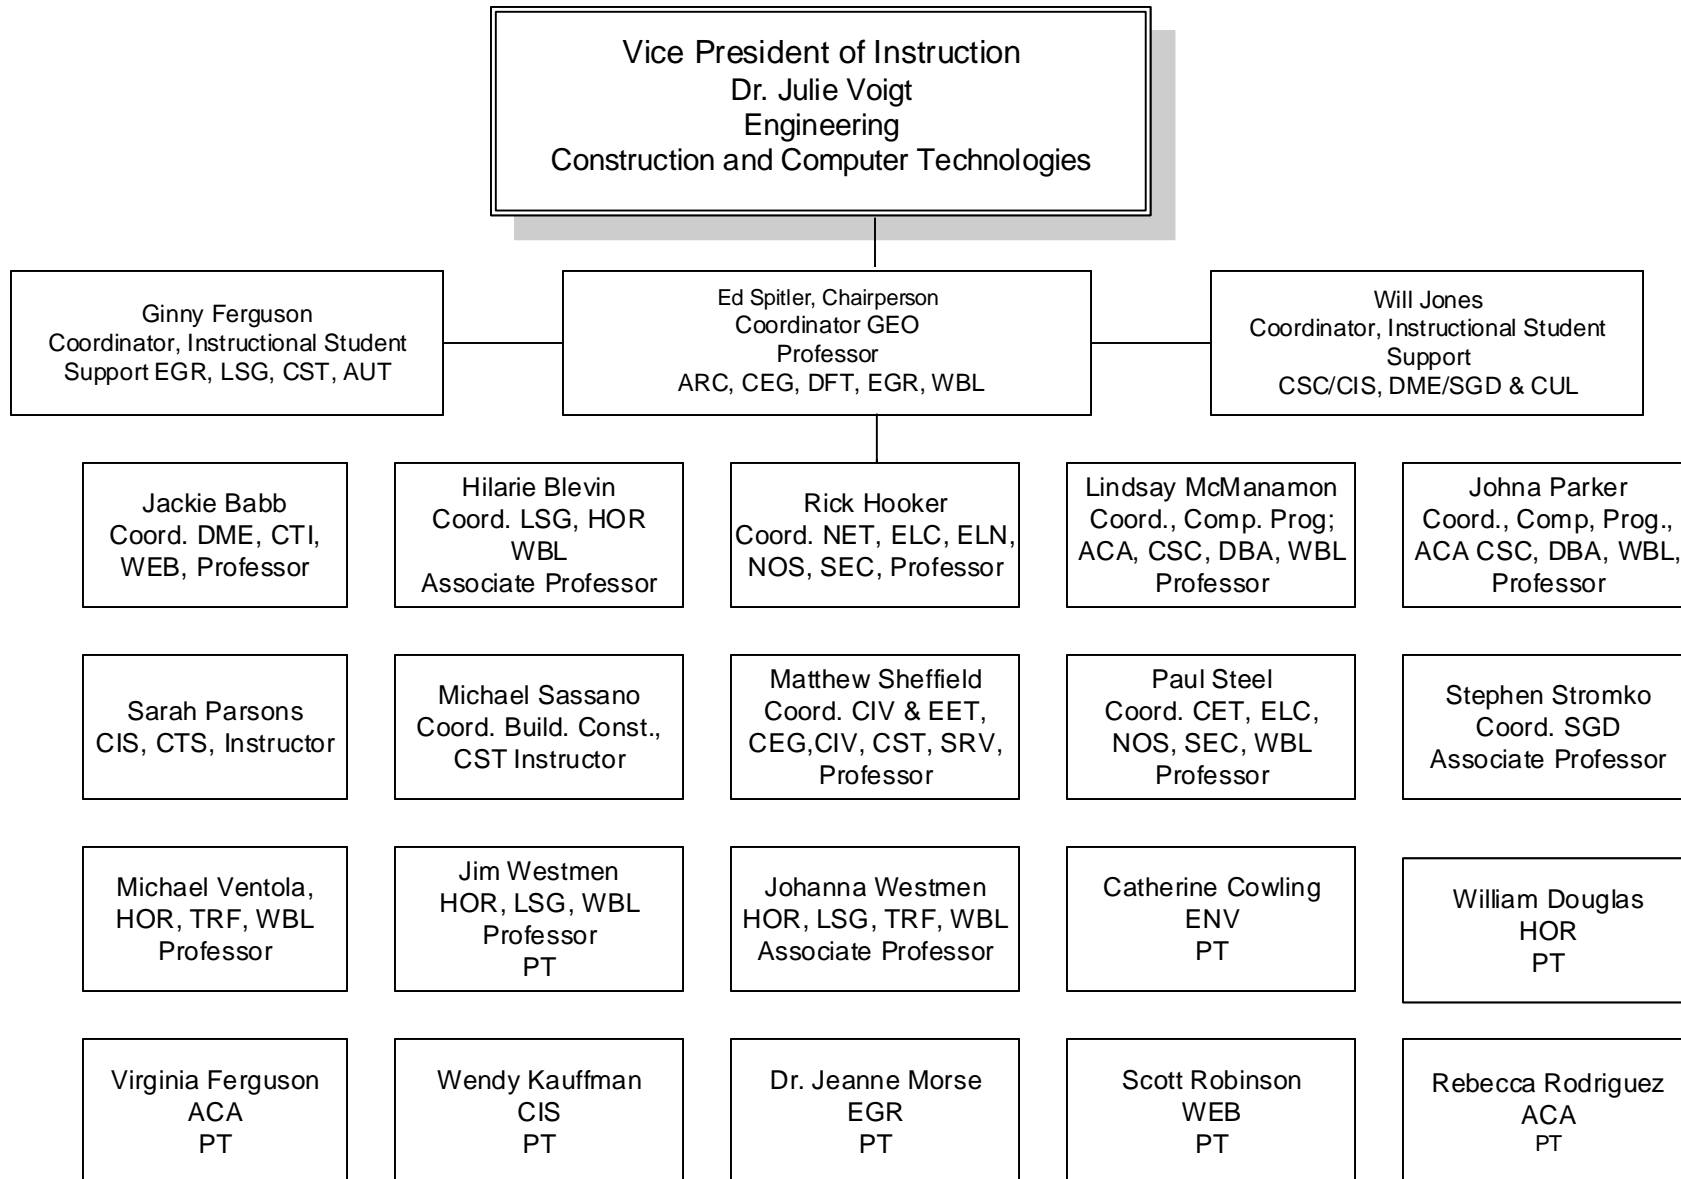 Vice President of Instruction
Dr. Julie Voigt
Engineering
Construction and Computer Technologies
Ginny Ferguson
Coordinator, Instructional Student
Support EGR, LSG, CST, AUT
Ed Spitler, Chairperson
Coordinator GEO
Professor
ARC, CEG, DFT, EGR, WBL
Will Jones
Coordinator, Instructional Student
Support
CSC/CIS, DME/SGD & CUL
Jackie Babb
Coord. DME, CTI,
WEB, Professor
Hilarie Blevin
Coord. LSG, HOR
WBL
Associate Professor
Rick Hooker
Coord. NET, ELC, ELN,
NOS, SEC, Professor
Lindsay McManamon
Coord., Comp. Prog;
ACA, CSC, DBA, WBL
Professor
Johna Parker
Coord., Comp, Prog.,
ACA CSC, DBA, WBL,
Professor
Sarah Parsons
CIS, CTS, Instructor
Michael Sassano
Coord. Build. Const.,
CST Instructor
Matthew Sheffield
Coord. CIV & EET,
CEG,CIV, CST, SRV,
Professor
Paul Steel
Coord. CET, ELC,
NOS, SEC, WBL
Professor
Stephen Stromko
Coord. SGD
Associate Professor
Michael Ventola,
HOR, TRF, WBL
Professor
Jim Westmen
HOR, LSG, WBL
Professor
PT
Johanna Westmen
HOR, LSG, TRF, WBL
Associate Professor
Catherine Cowling
ENV
PT
William Douglas
HOR
PT
Virginia Ferguson
ACA
PT
Wendy Kauffman
CIS
PT
Dr. Jeanne Morse
EGR
PT
Scott Robinson
WEB
PT
Rebecca Rodriguez
ACA
PT